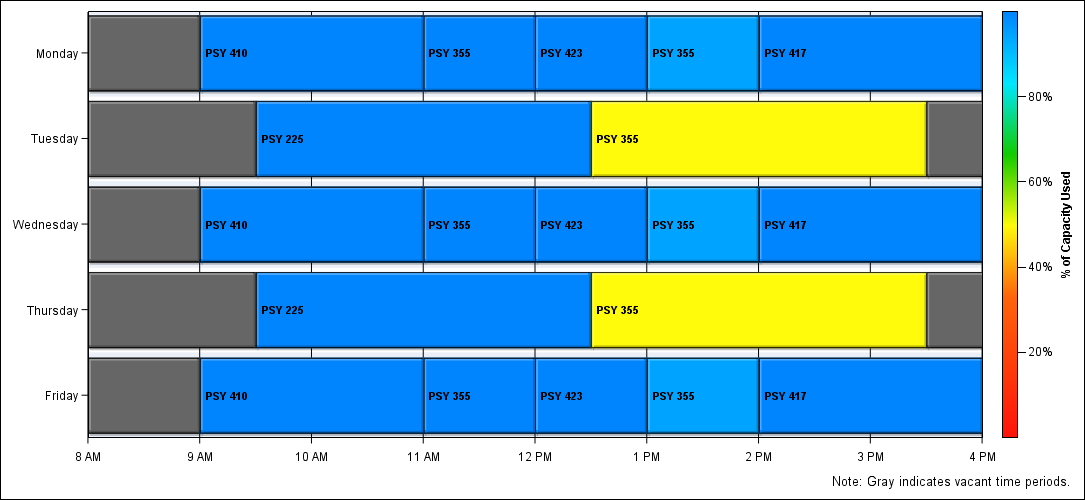 Monday PSY 410 PSY 355 PSY 423 PSY 355 PSY 417
80%
Tuesday PSY 225 PSY 355
60%
Wednesday PSY 410 PSY 355 PSY 423 PSY 355 PSY 417
% of Capacity Used
40%
Thursday PSY 225 PSY 355
20%
Friday PSY 410 PSY 355 PSY 423 PSY 355 PSY 417
8 AM 9 AM 10 AM 11 AM 12 PM 1 PM 2 PM 3 PM 4 PM
Note: Gray indicates vacant time periods.